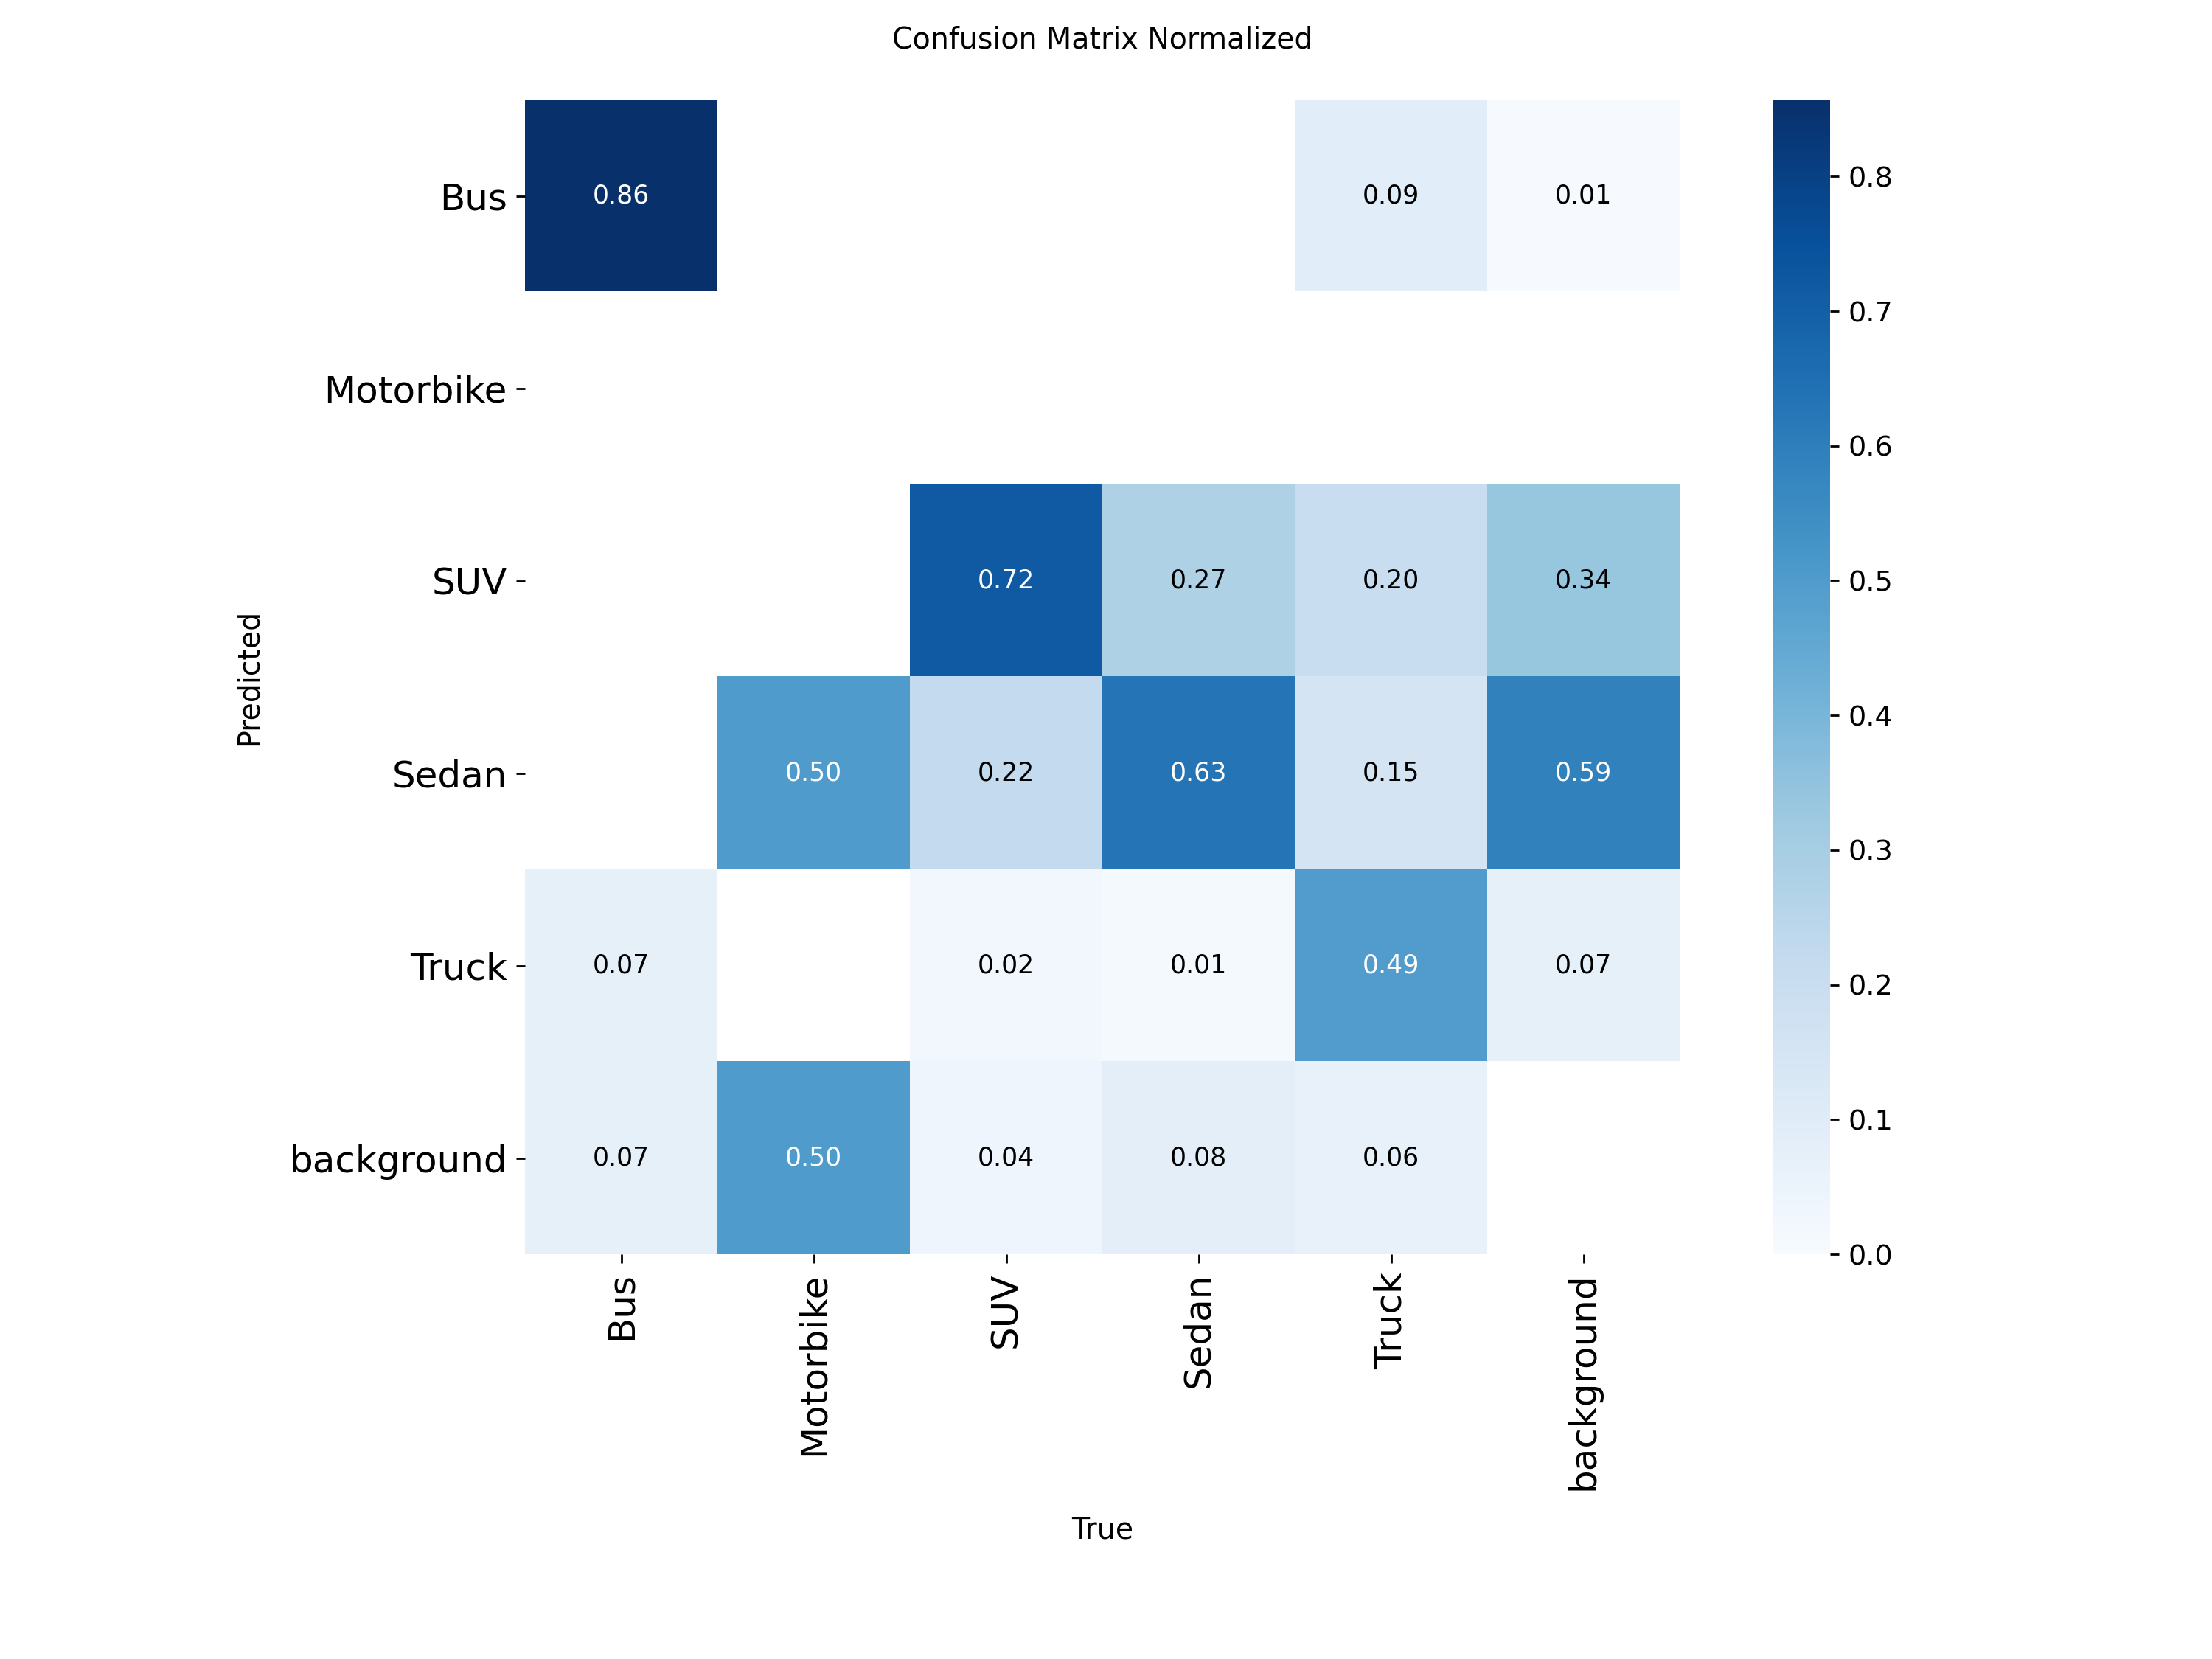 Confusion Matrix Normalized
Predicted
Bus
0.86
0.09
0.01
Motorbike
SUV
0.72
0.27
0.20
0.34
Sedan
0.50
0.22
0.63
0.15
0.59
Truck
0.07
0.02
0.01
0.49
0.07
background
0.07
0.50
0.04
0.08
0.06
Bus
Motorbike
SUV
Sedan
Truck
background
True
0.8
0.7
0.6
0.5
0.4
0.3
0.2
0.1
0.0